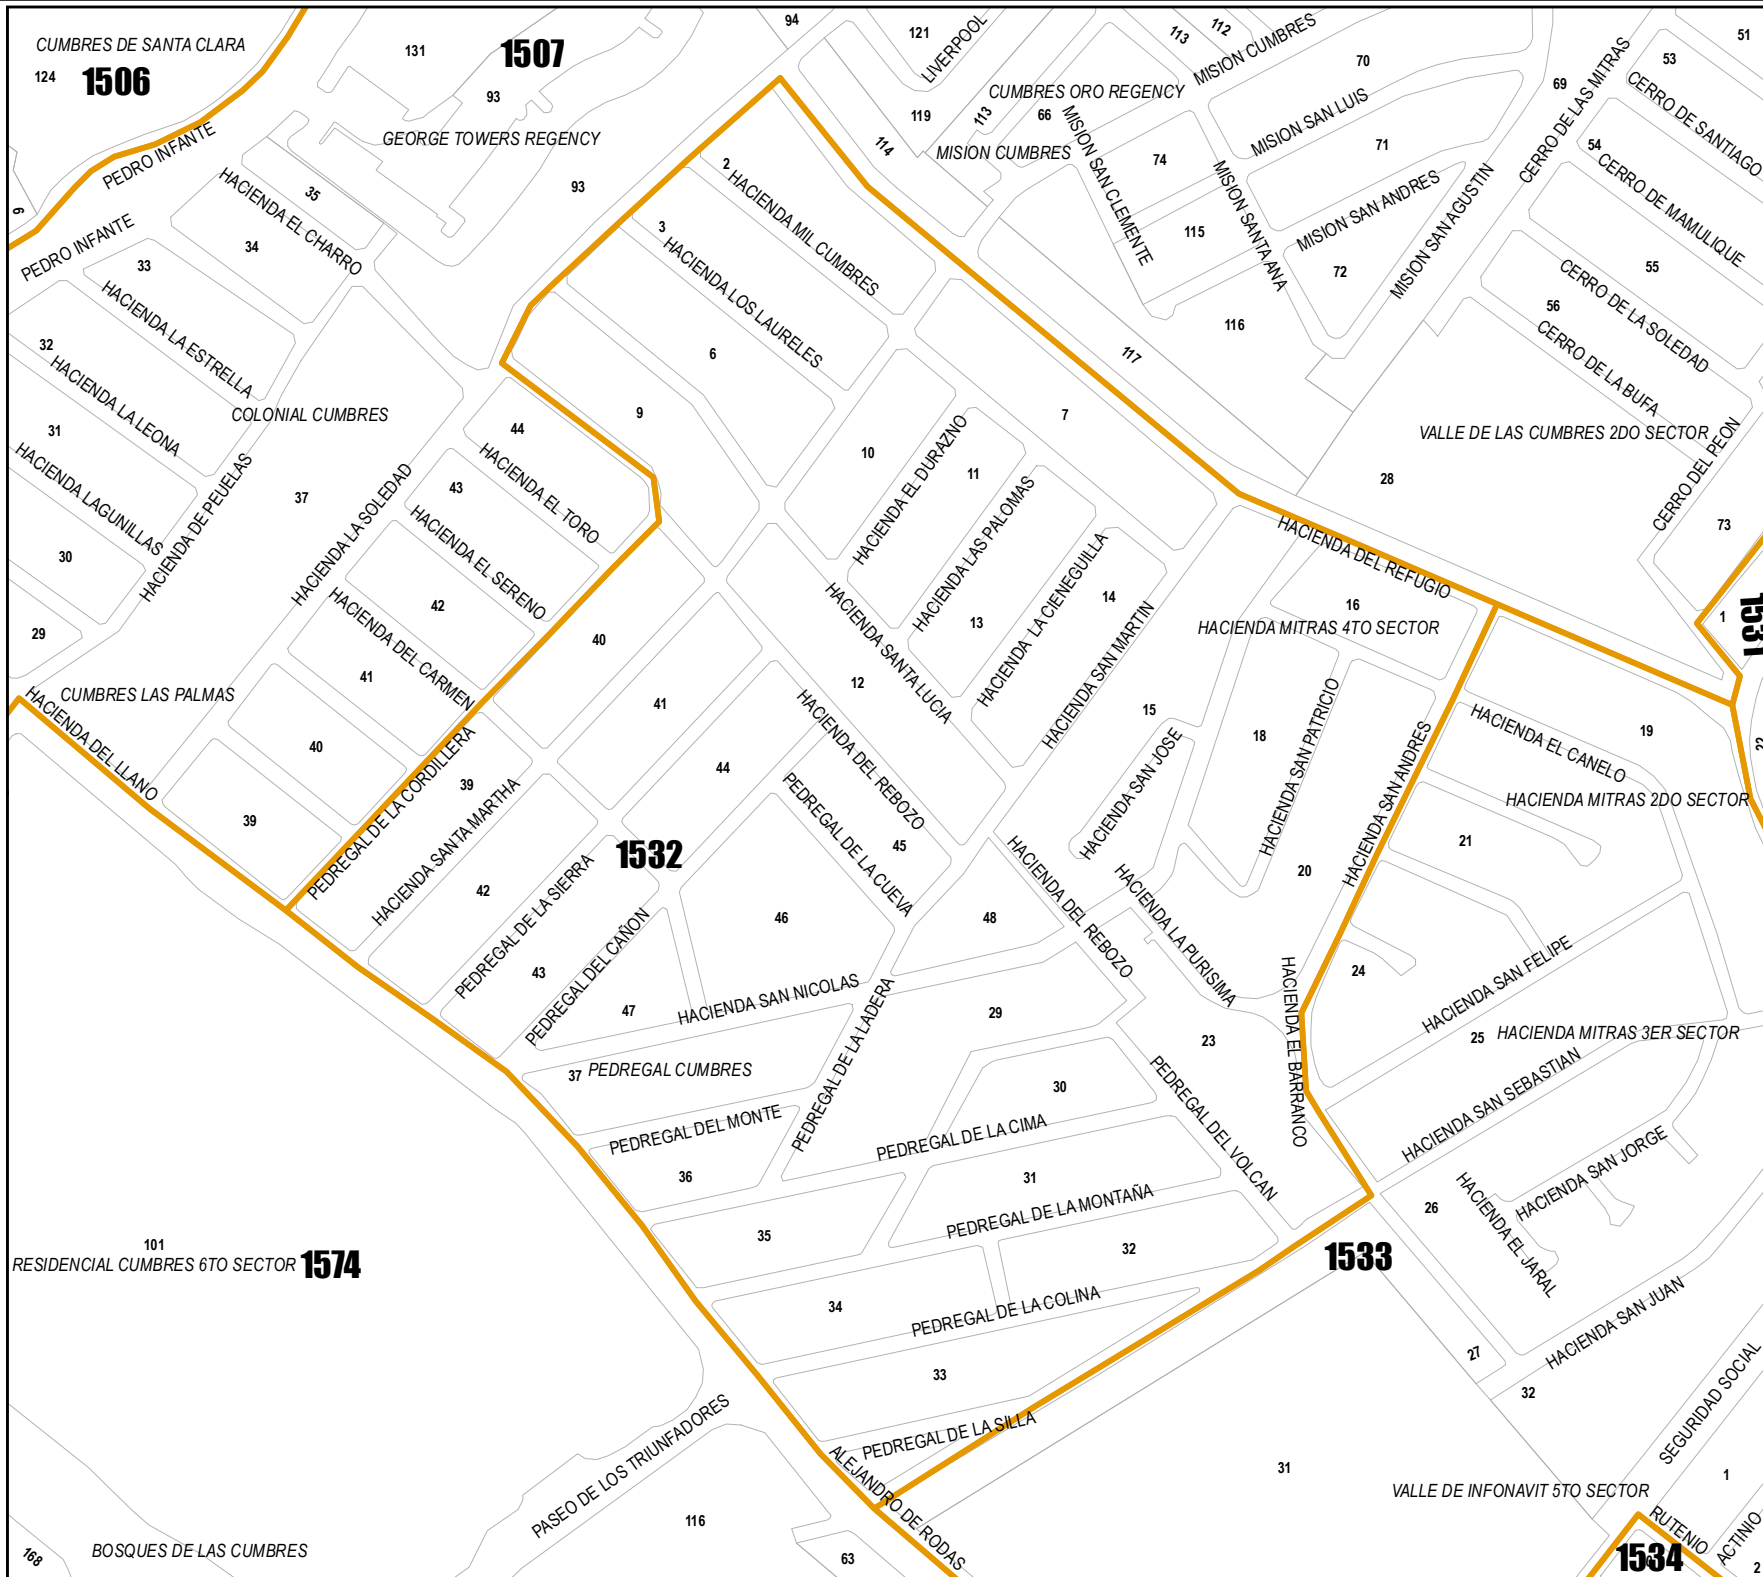 CUMBRES DE SANTA CLARA
124
1506
131
1507
93
94
121
LIVERPOOL
113
112
MISION CUMBRES
70
51
53
CERRO DE SANTIAGO
69
CERRO DE LAS MITRAS
GEORGE TOWERS REGENCY
PEDRO INFANTE
CUMBRES ORO REGENCY
119
113
66
MISION SAN LUIS
71
54
CERRO DE MAMULIQUE
114
MISION CUMBRES
MISION SAN CLEMENTE
74
MISION SANTA ANA
MISION SAN ANDRES
MISION SAN AGUSTIN
35
HACIENDA EL CHARRO
93
2
HACIENDA MIL CUMBRES
6
PEDRO INFANTE
34
3
HACIENDA LOS LAURELES
115
72
55
CERRO DE LA SOLEDAD
33
HACIENDA LA ESTRELLA
56
CERRO DE LA BUFA
116
117
32
HACIENDA LA LEONA
6
COLONIAL CUMBRES
9
7
31
HACIENDA LAGUNILLAS
44
HACIENDA EL TORO
VALLE DE LAS CUMBRES 2DO SECTOR
CERRO DEL PEON
10
HACIENDA EL DURAZNO
11
28
37
43
HACIENDA DE PEUELAS
HACIENDA LA SOLEDAD
HACIENDA EL SERENO
HACIENDA LAS PALOMAS
73
30
HACIENDA DEL REFUGIO
HACIENDA LA CIENEGUILLA
14
42
HACIENDA DEL CARMEN
16
1
1531
29
40
HACIENDA SANTA LUCIA
13
HACIENDA SAN MARTIN
HACIENDA MITRAS 4TO SECTOR
41
CUMBRES LAS PALMAS
HACIENDA DEL LLANO
12
41
HACIENDA DEL REBOZO
15
HACIENDA SAN PATRICIO
HACIENDA SAN ANDRES
HACIENDA EL CANELO
19
22
40
18
HACIENDA SAN JOSE
44
39
PEDREGAL DE LA CORDILLERA
HACIENDA SANTA MARTHA
PEDREGAL DE LA CUEVA
HACIENDA MITRAS 2DO SECTOR
39
1532
45
21
HACIENDA DEL REBOZO
HACIENDA LA PURISIMA
20
42
PEDREGAL DE LA SIERRA
46
48
PEDREGAL DEL CAÑON
43
24
HACIENDA SAN FELIPE
HACIENDA EL BARRANCO
47
HACIENDA SAN NICOLAS
PEDREGAL DE LA LADERA
29
23
25
HACIENDA MITRAS 3ER SECTOR
37
PEDREGAL CUMBRES
30
PEDREGAL DEL VOLCAN
HACIENDA SAN SEBASTIAN
PEDREGAL DEL MONTE
PEDREGAL DE LA CIMA
HACIENDA SAN JORGE
36
31
26
HACIENDA EL JARAL
PEDREGAL DE LA MONTAÑA
35
32
101
RESIDENCIAL CUMBRES 6TO SECTOR
1574
1533
34
PEDREGAL DE LA COLINA
HACIENDA SAN JUAN
27
33
32
SEGURIDAD SOCIAL
PASEO DE LOS TRIUNFADORES
PEDREGAL DE LA SILLA
31
1
VALLE DE INFONAVIT 5TO SECTOR
ALEJANDRO DE RODAS
116
RUTENIO
ACTINIO
BOSQUES DE LAS CUMBRES
168
63
1534
2